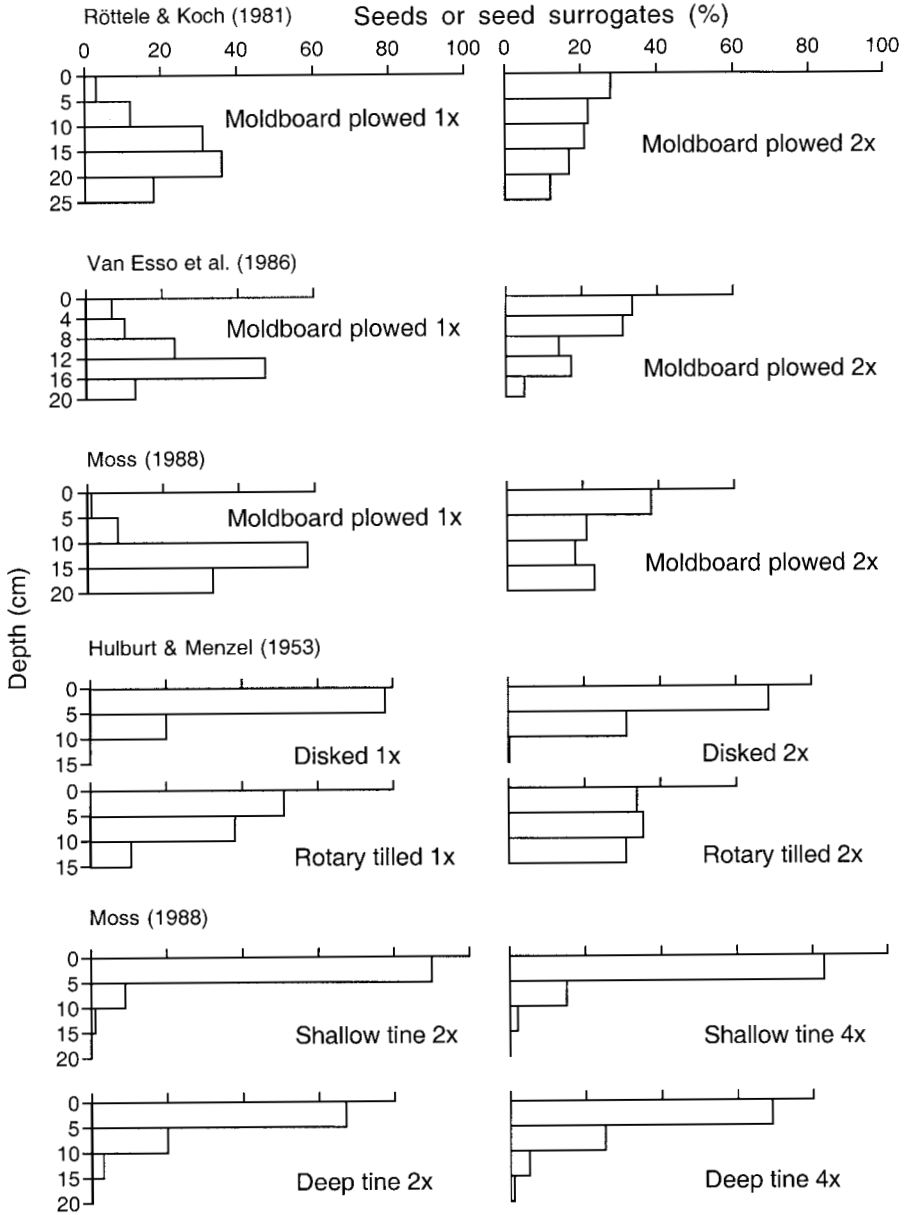 Röttele & Koch (1981)
Seeds or seed surrogates (%)
0 20 40 60 80 100
0 20 40 60 80 100
0
5
10
15
20
25
Moldboard plowed 1x
Moldboard plowed 2x
Van Esso et al. (1986)
0
4
8
12
16
20
Moldboard plowed 1x
Moldboard plowed 2x
Moss (1988)
0
5
10
15
20
Moldboard plowed 1x
Moldboard plowed 2x
Depth (cm)
Hulburt & Menzel (1953)
0
5
10
15
Disked 1x
Disked 2x
0
5
10
15
Rotary tilled 1x
Rotary tilled 2x
Moss (1988)
0
5
10
15
20
Shallow tine 2x
Shallow tine 4x
0
5
10
15
20
Deep tine 2x
Deep tine 4x